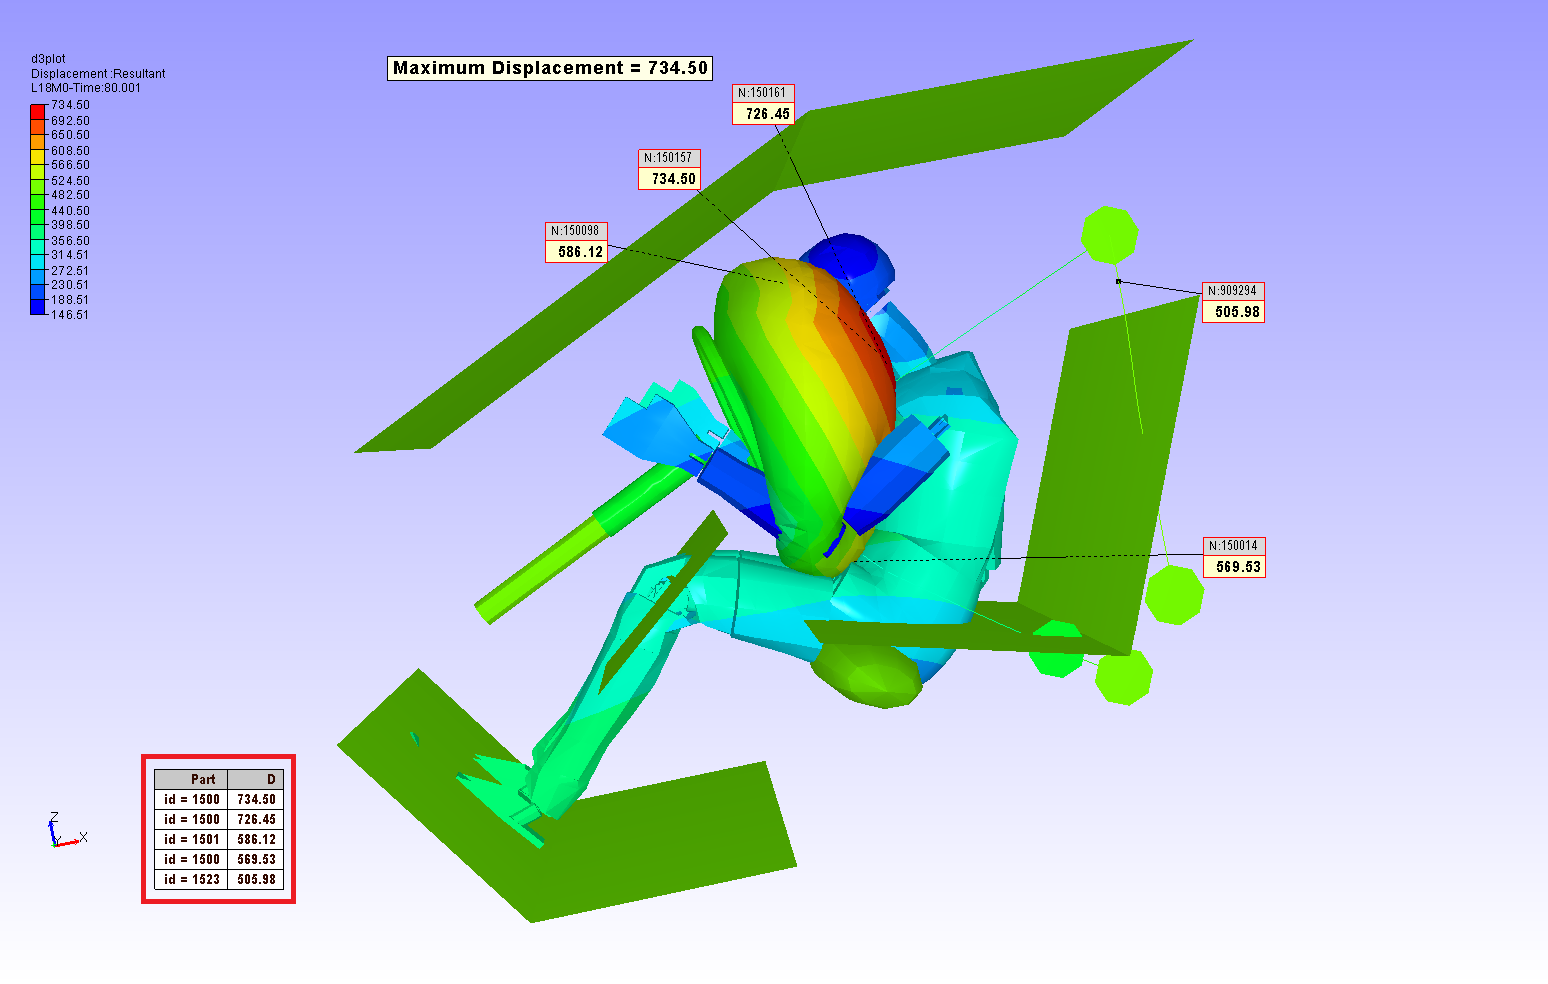 d3plot
Displacement :Resultant
L18M0-Time:80.001
734.50
692.50
650.50
608.50
566.50
524.50
482.50
440.50
398.50
356.50
314.51
272.51
230.51
188.51
146.51
Maximum Displacement = 734.50
N:150161
726.45
N:150157
734.50
N:150098
586.12
N:909294
505.98
N:150014
569.53
Part D
id = 1500 734.50
id = 1500 726.45
id = 1501 586.12
id = 1500 569.53
id = 1523 505.98
Z
Y X